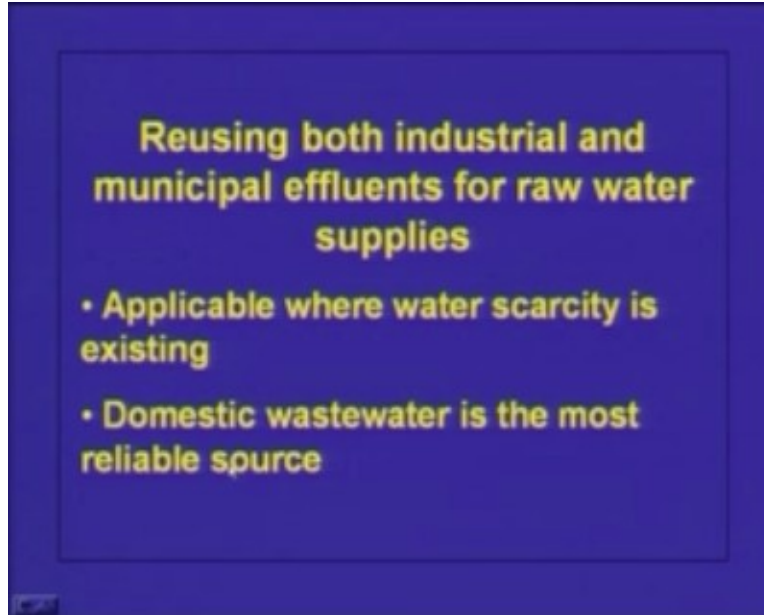 Reusing both industrial and
municipal effluents for raw water
supplies
• Applicable where water scarcity is
existing
• Domestic wastewater is the most
reliable source